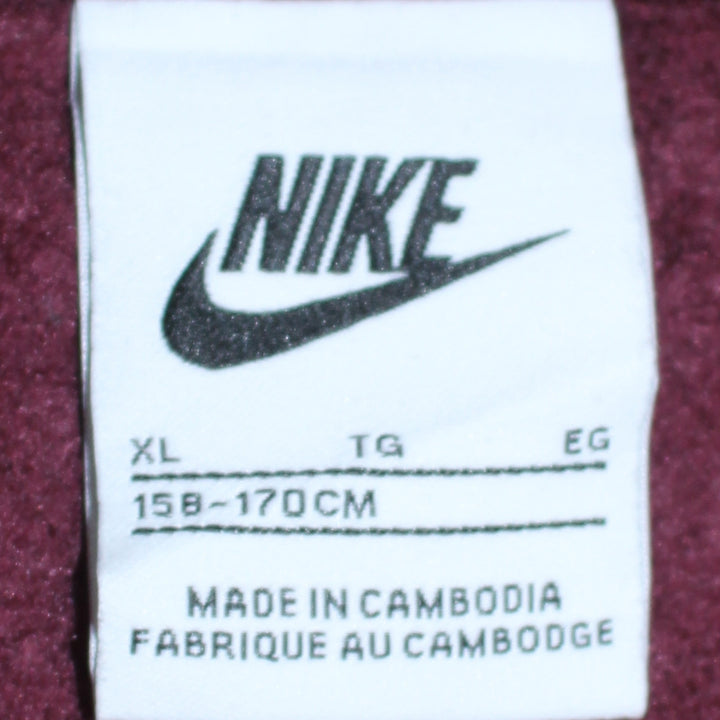 NIKE
XL TG EG
158-170CM
MADE IN CAMBODIA
FABRIQUE AU CAMBODGE